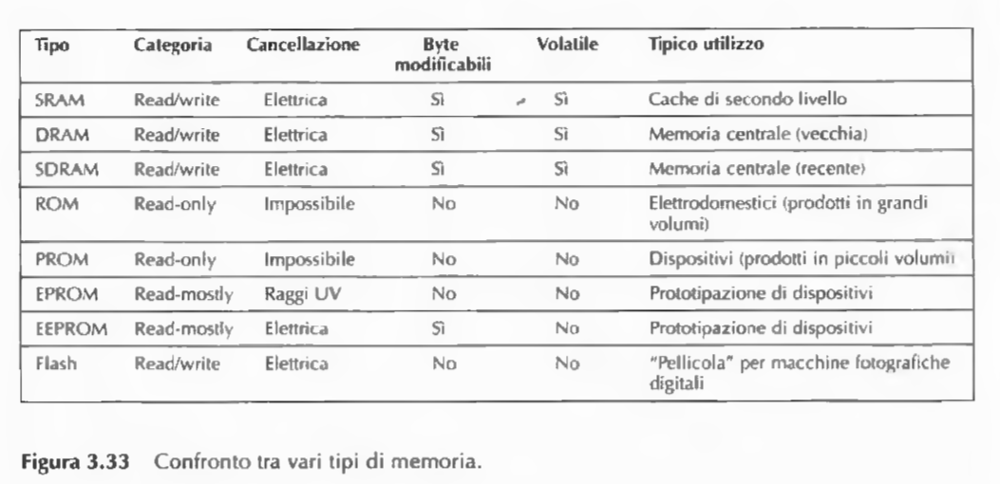 Tipo Categoria Cancellazione Byte modificabili Volatile Tipico utilizzo
SRAM Read/write Elettrica Sì Sì Cache di secondo livello
DRAM Read/write Elettrica Sì Sì Memoria centrale (vecchia)
SDRAM Read/write Elettrica Sì Sì Memoria centrale (recente)
ROM Read-only Impossibile No No Elettrodomestici (prodotti in grandi
volumi)
PROM Read-only Impossibile No No Dispositivi (prodotti in piccoli volumi)
EPROM Read-mostly Raggi UV No No Prototipazione di dispositivi
EEPROM Read-mostly Elettrica Sì No Prototipazione di dispositivi
Flash Read/write Elettrica No No "Pellicola" per macchine fotografiche
digitali
Figura 3.33 Confronto tra vari tipi di memoria.